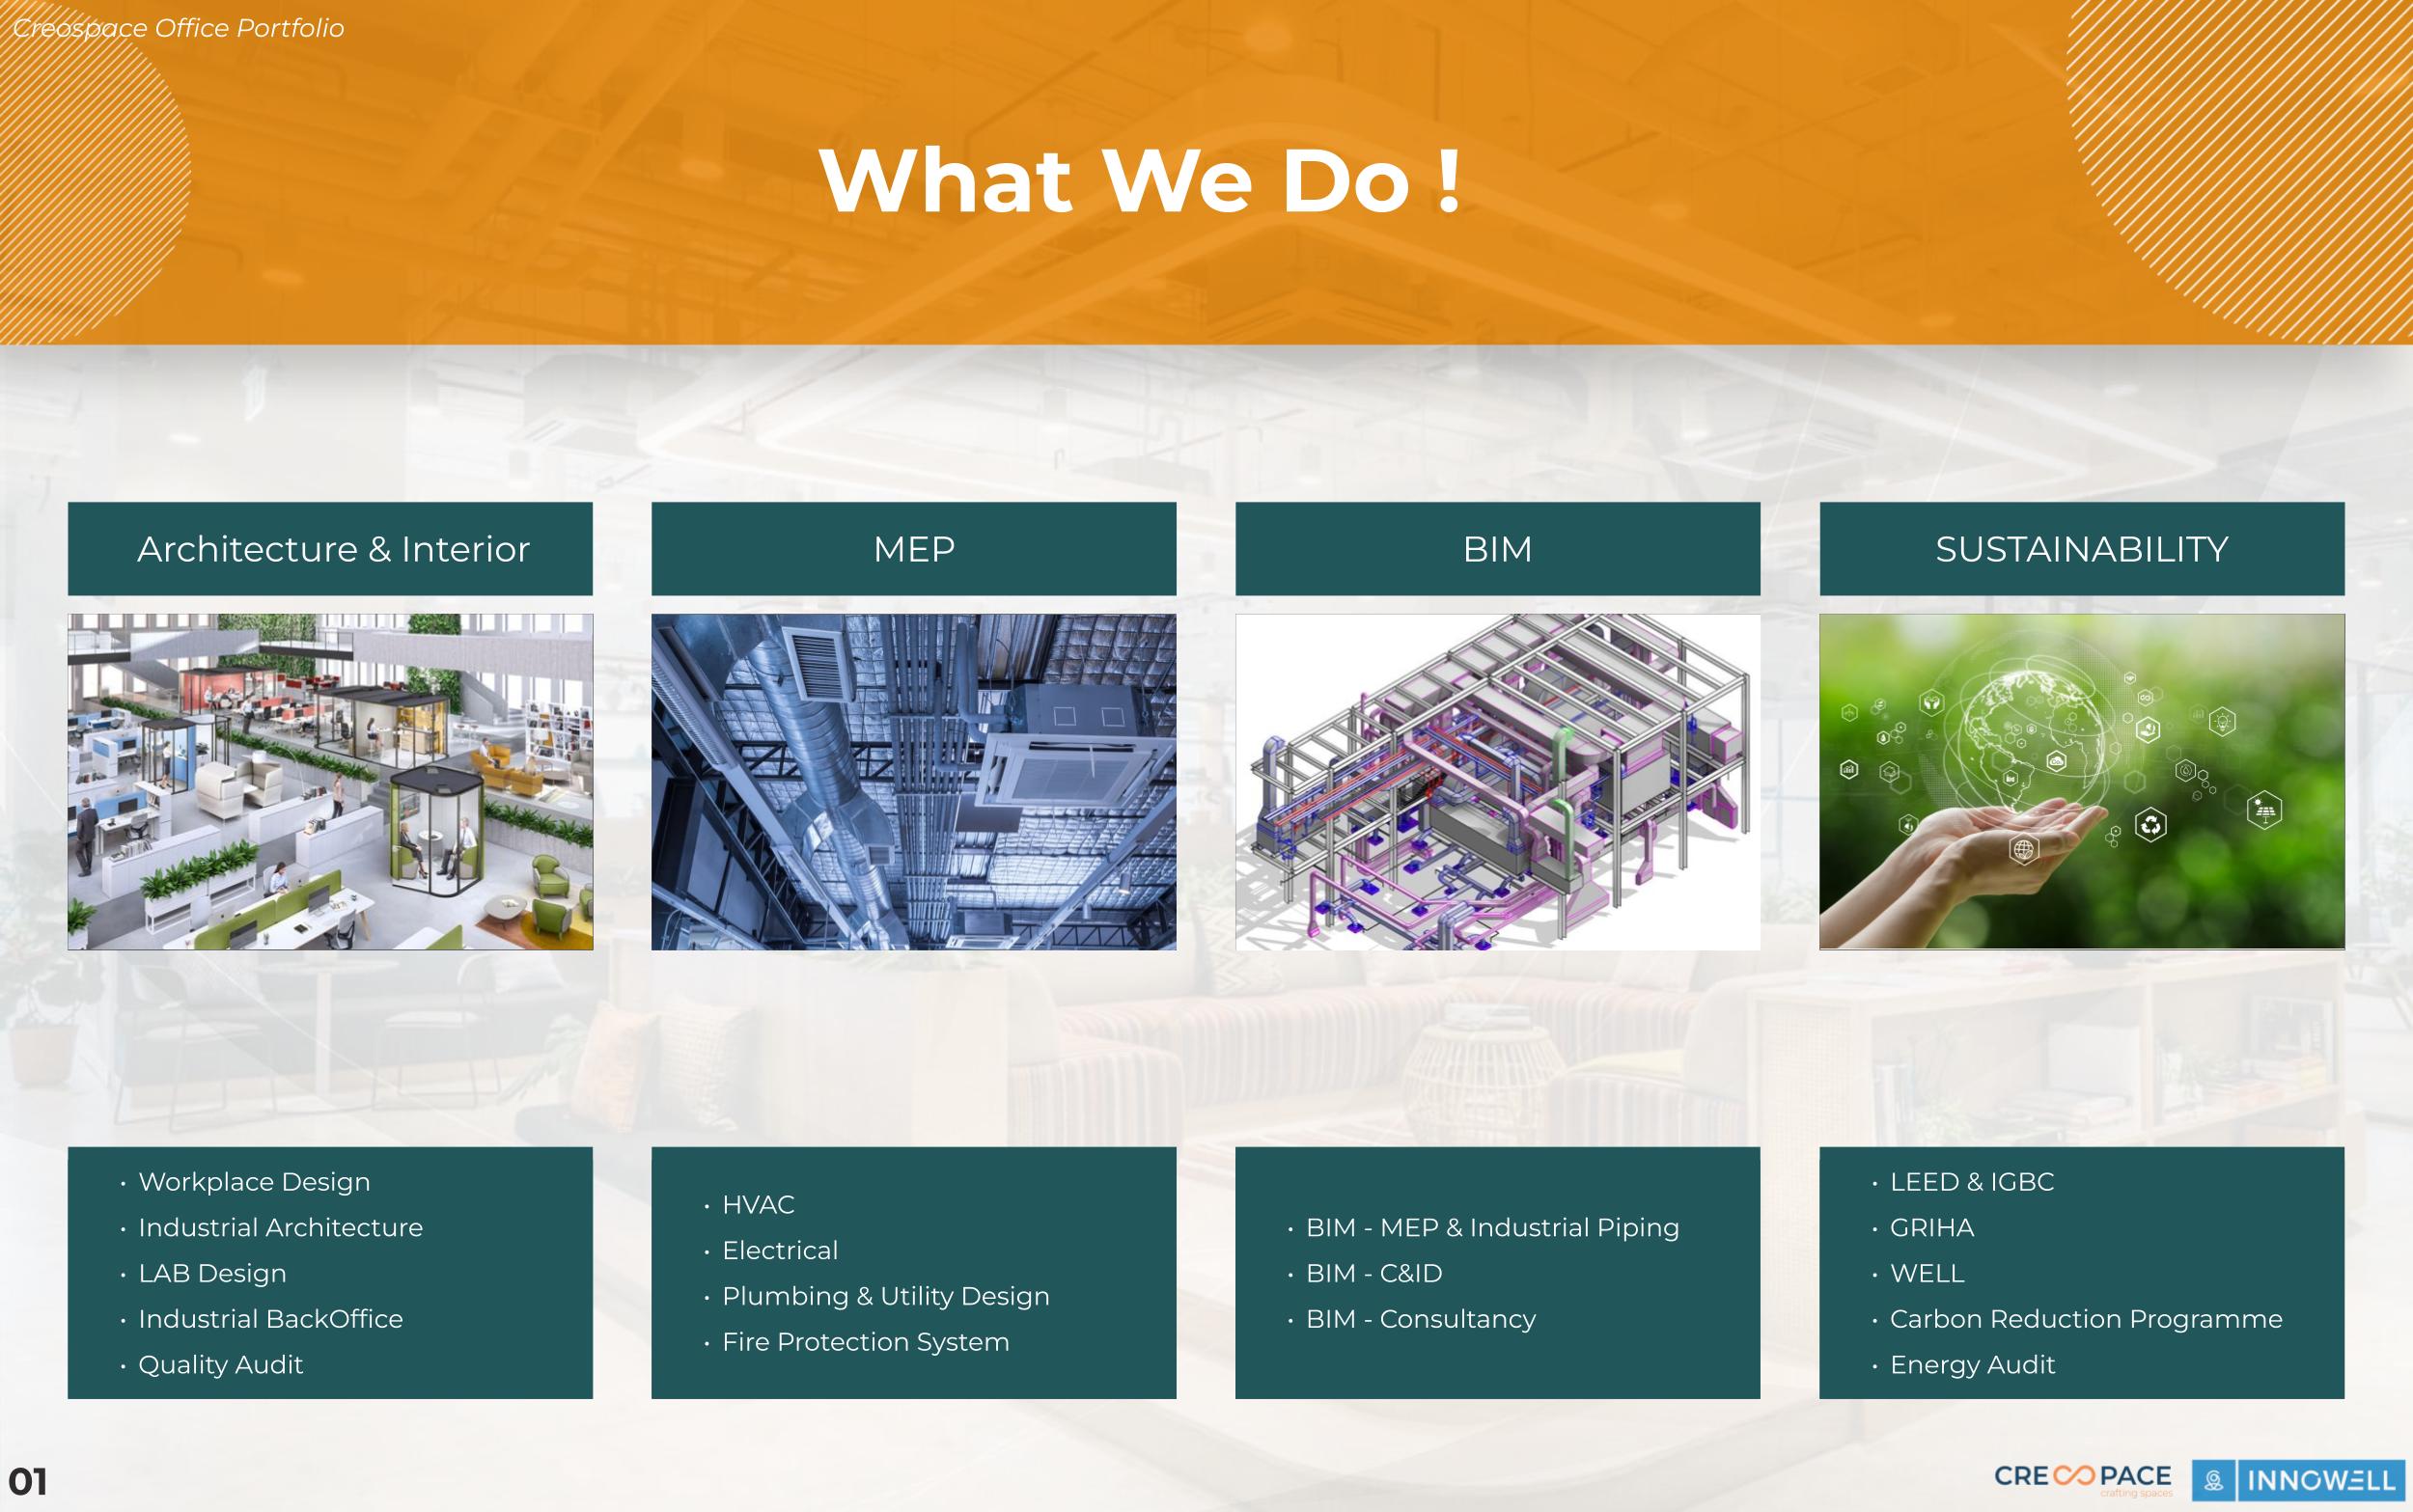 Creospace Office Portfolio
What We Do !
Architecture & Interior
MEP
BIM
SUSTAINABILITY
• Workplace Design
• Industrial Architecture
• LAB Design
• Industrial BackOffice
• Quality Audit
• HVAC
• Electrical
• Plumbing & Utility Design
• Fire Protection System
• BIM - MEP & Industrial Piping
• BIM - C&ID
• BIM - Consultancy
• LEED & IGBC
• GRIHA
• WELL
• Carbon Reduction Programme
• Energy Audit
01
CREOSPACE
crafting spaces
INNOWELL